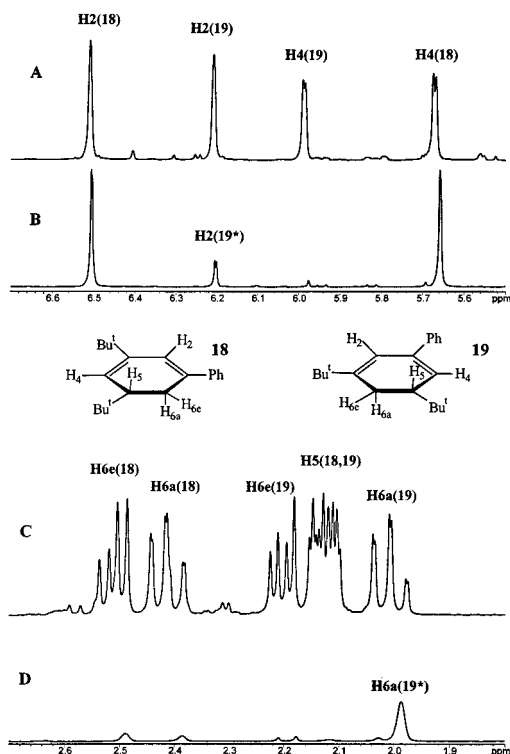 H2(18) H2(19) H4(19) H4(18)
A
B
H2(19*)
6.6 6.5 6.4 6.3 6.2 6.1 6.0 5.9 5.8 5.7 5.6 ppm
Buᵗ H₂ 18
H₄ H₅ Ph
Buᵗ H₆ₑ
H₆ₐ
Ph
H₂ 19
Buᵗ H₅ H₄
H₆ₑ H₆ₐ Buᵗ
H6e(18) H6a(18) H6e(19) H5(18,19) H6a(19)
C
D
H6a(19*)
2.6 2.5 2.4 2.3 2.2 2.1 2.0 1.9 ppm